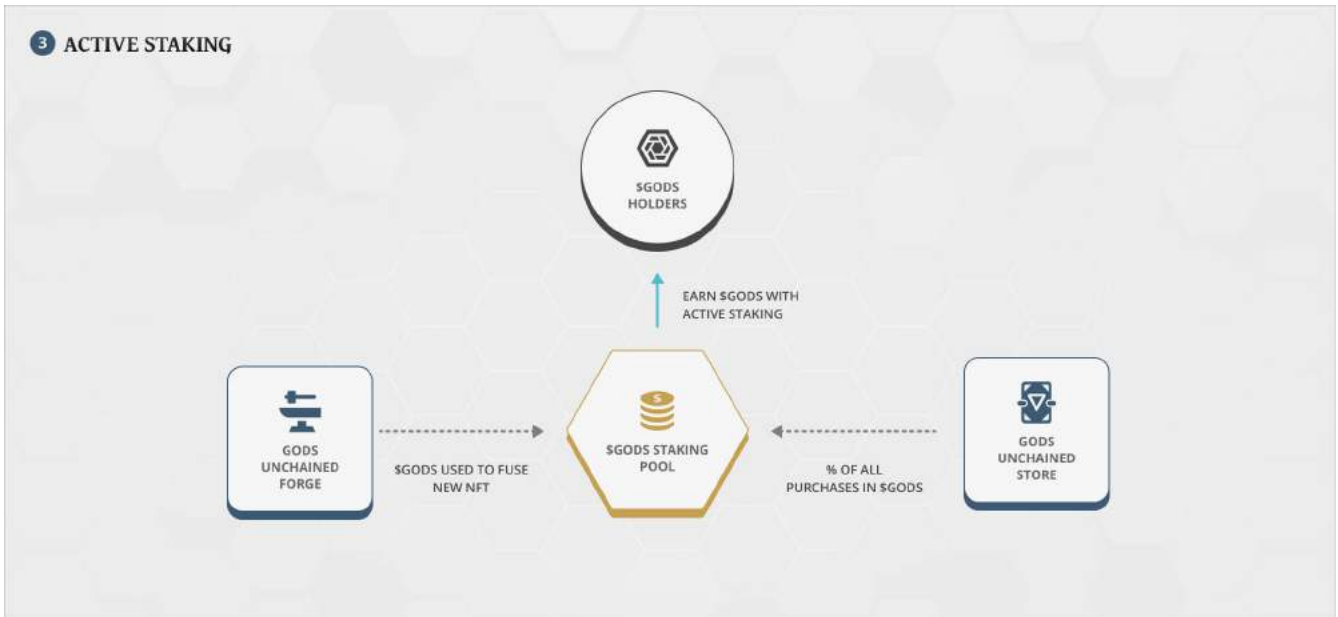 3 ACTIVE STAKING
$GODS
HOLDERS
EARN $GODS WITH
ACTIVE STAKING
GODS
UNCHAINED
FORGE
$GODS USED TO FUSE
NEW NFT
$
$GODS STAKING
POOL
% OF ALL
PURCHASES IN $GODS
GODS
UNCHAINED
STORE